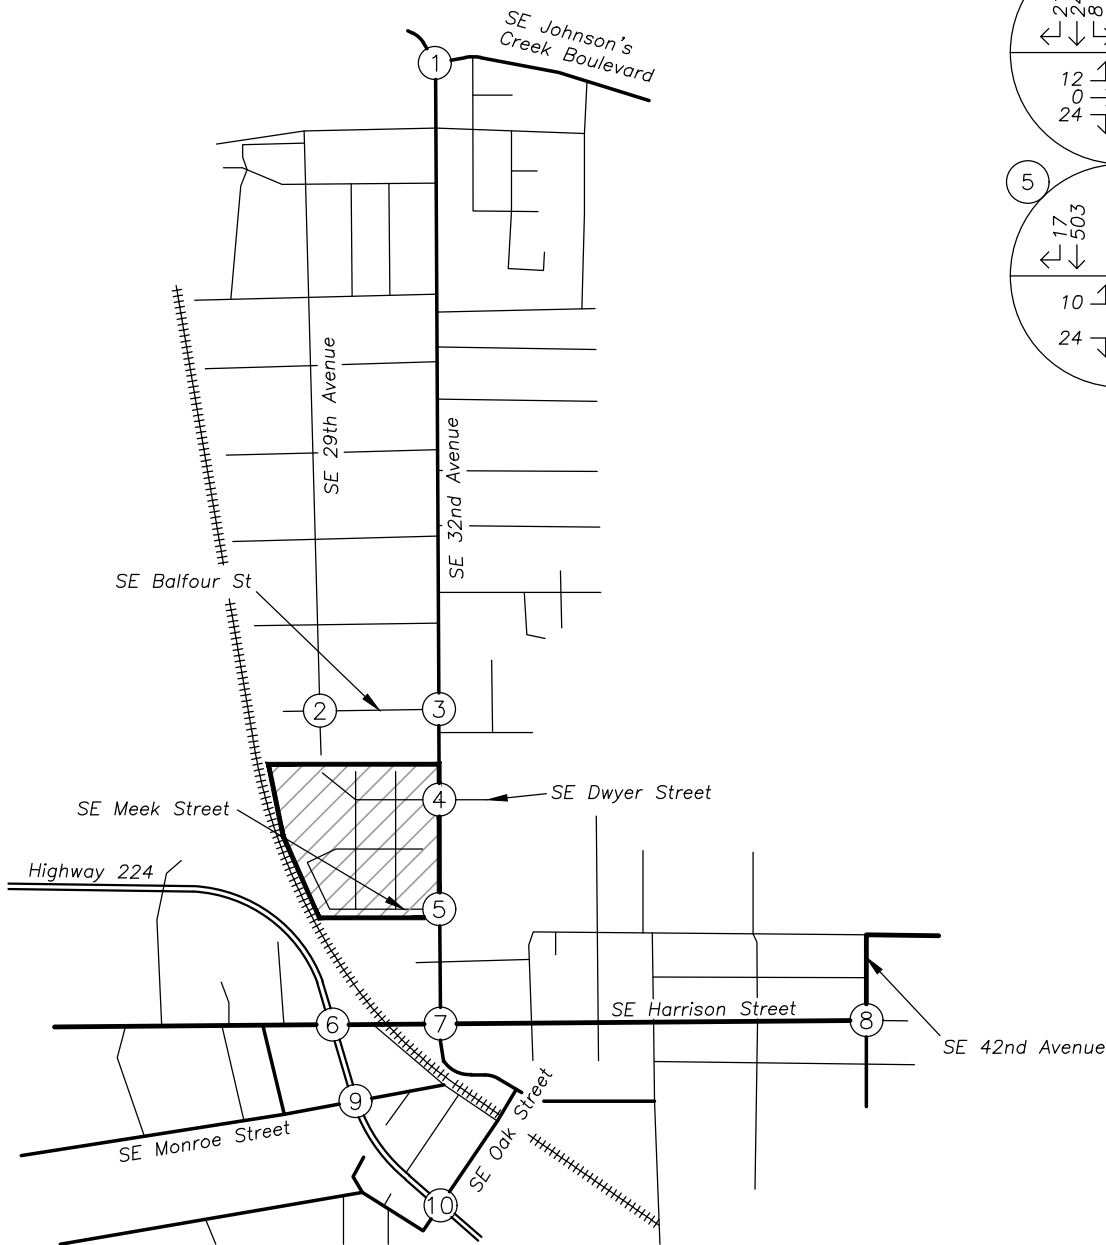 SE Johnson's
Creek Boulevard
1
12
0
24
5
17
503
10
24
SE 29th Avenue
SE 32nd Avenue
SE Balfour St
2
3
4
SE Dwyer Street
SE Meek Street
5
Highway 224
6
7
SE Harrison Street
8
SE 42nd Avenue
9
SE Monroe Street
SE Oak Street
10